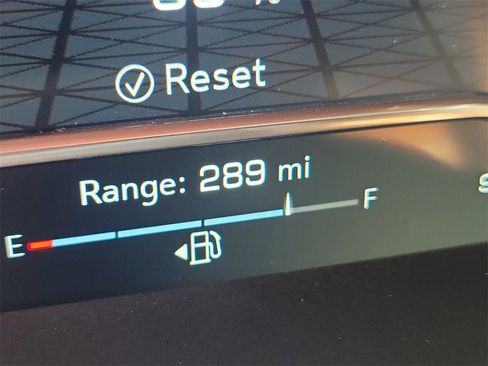 Reset
Range: 289 mi
E F